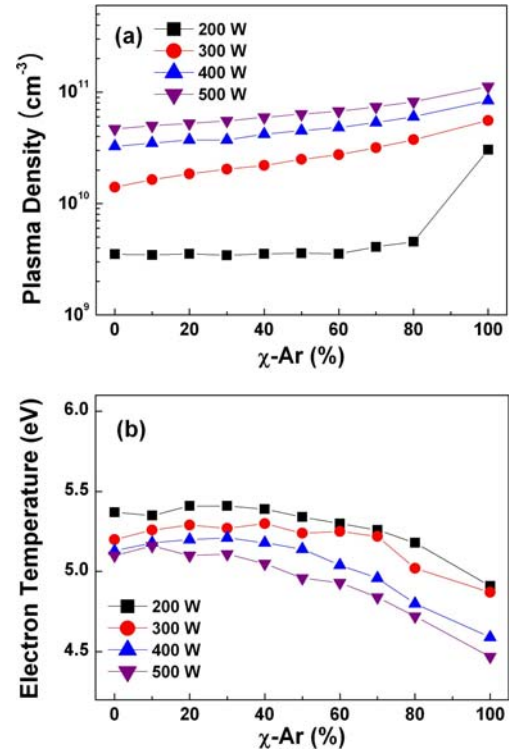 (a)
200 W
300 W
400 W
500 W
Plasma Density (cm⁻³)
10¹¹
10¹⁰
10⁹
0 20 40 60 80 100
χ-Ar (%)
(b)
Electron Temperature (eV)
6.0
5.5
5.0
4.5
200 W
300 W
400 W
500 W
0 20 40 60 80 100
χ-Ar (%)